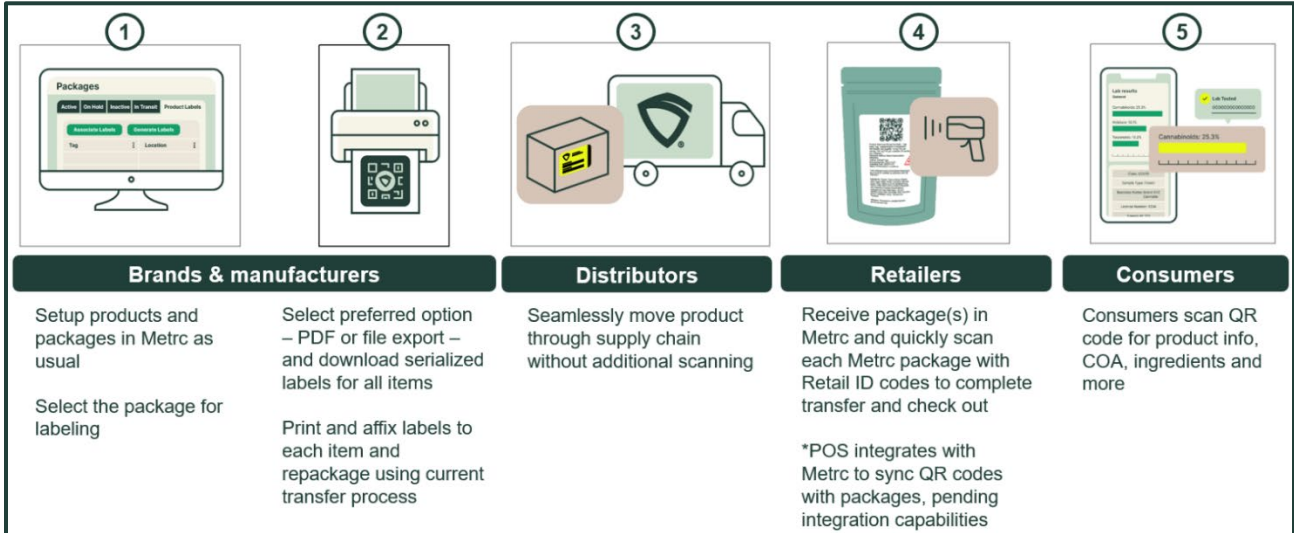 1
2
3
4
5
Packages
Active On Hold Inactive In Transit Product Labels
Associate Labels Generate Labels
Tag Location
Lab results
Cannabinoids: 25.3%
Lab Tested
Cannabinoids: 25.3%
Brands & manufacturers
Distributors
Retailers
Consumers
Setup products and
packages in Metrc as
usual
Select the package for
labeling
Select preferred option
– PDF or file export –
and download serialized
labels for all items
Print and affix labels to
each item and
repackage using current
transfer process
Seamlessly move product
through supply chain
without additional scanning
Receive package(s) in
Metrc and quickly scan
each Metrc package with
Retail ID codes to complete
transfer and check out
*POS integrates with
Metrc to sync QR codes
with packages, pending
integration capabilities
Consumers scan QR
code for product info,
COA, ingredients and
more